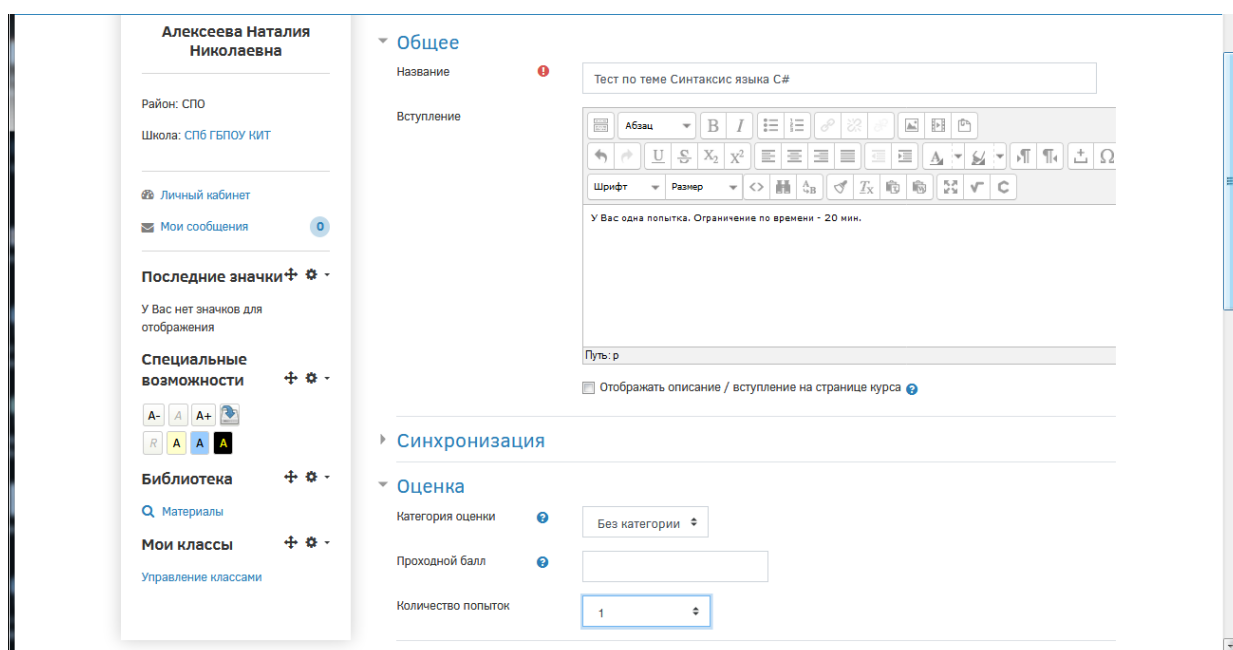 Алексеева Наталия
Николаевна
Район: СПО
Школа: СПб ГБПОУ КИТ
Личный кабинет
Мои сообщения 0
Последние значки
У Вас нет значков для
отображения
Специальные
возможности
A- A A+
R A A A
Библиотека
Материалы
Мои классы
Управление классами
Общее
Название
Тест по теме Синтаксис языка C#
Вступление
Абзац B I
U S X₂ X² A ¶ ¶ Ω
Шрифт Размер <> A B Tx C
У Вас одна попытка. Ограничение по времени - 20 мин.
Путь: p
Отображать описание / вступление на странице курса
Синхронизация
Оценка
Категория оценки ? Без категории
Проходной балл ?
Количество попыток 1